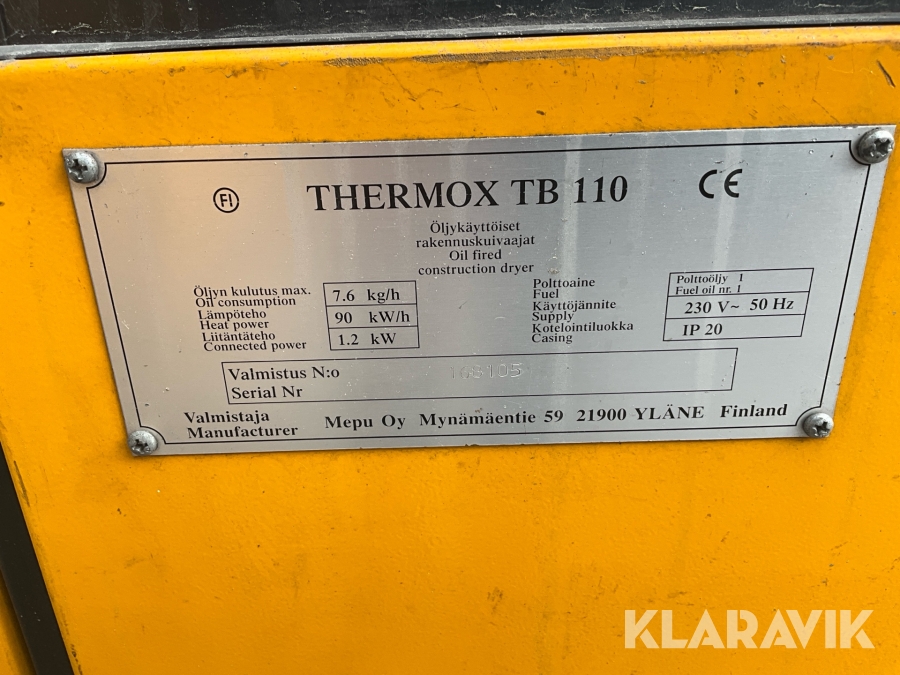 FI THERMOX TB 110 CE
Öljykäyttöiset
rakennuskuivaajat
Oil fired
construction dryer
Öljyn kulutus max.
Oil consumption
7.6 kg/h
Lämpöteho
Heat power
90 kW/h
Liitäntäteho
Connected power
1.2 kW
Polttoaine
Fuel
Polttoöljy 1
Fuel oil nr. 1
Käyttöjännite
Supply
230 V~ 50 Hz
Kotelointiluokka
Casing
IP 20
Valmistus N:o
Serial Nr
Valmistaja
Manufacturer
Mepu Oy Mynämäentie 59 21900 YLÄNE Finland
KLARAVIK